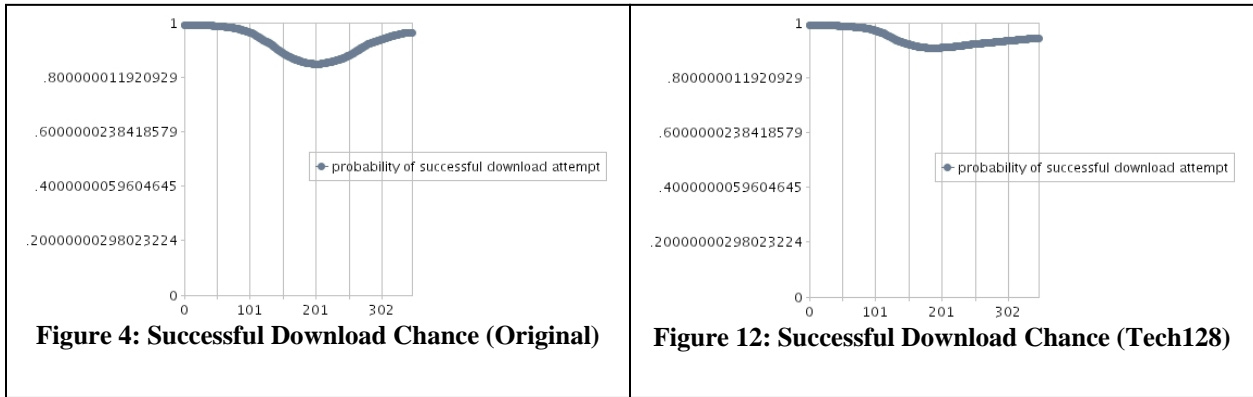 1
.800000011920929
.6000000238418579
probability of successful download attempt
.4000000059604645
.20000000298023224
0
0 101 201 302
Figure 4: Successful Download Chance (Original)
1
.800000011920929
.6000000238418579
probability of successful download attempt
.4000000059604645
.20000000298023224
0
0 101 201 302
Figure 12: Successful Download Chance (Tech128)